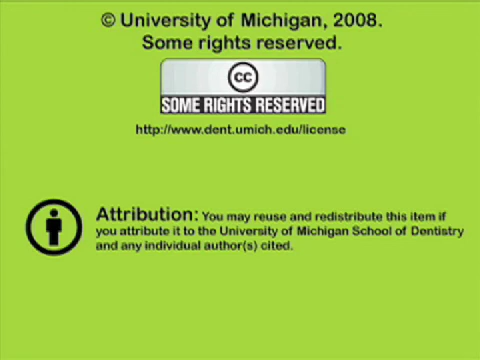 © University of Michigan, 2008.
Some rights reserved.
cc
SOME RIGHTS RESERVED
http://www.dent.umich.edu/license
Attribution: You may reuse and redistribute this item if
you attribute it to the University of Michigan School of Dentistry
and any individual author(s) cited.